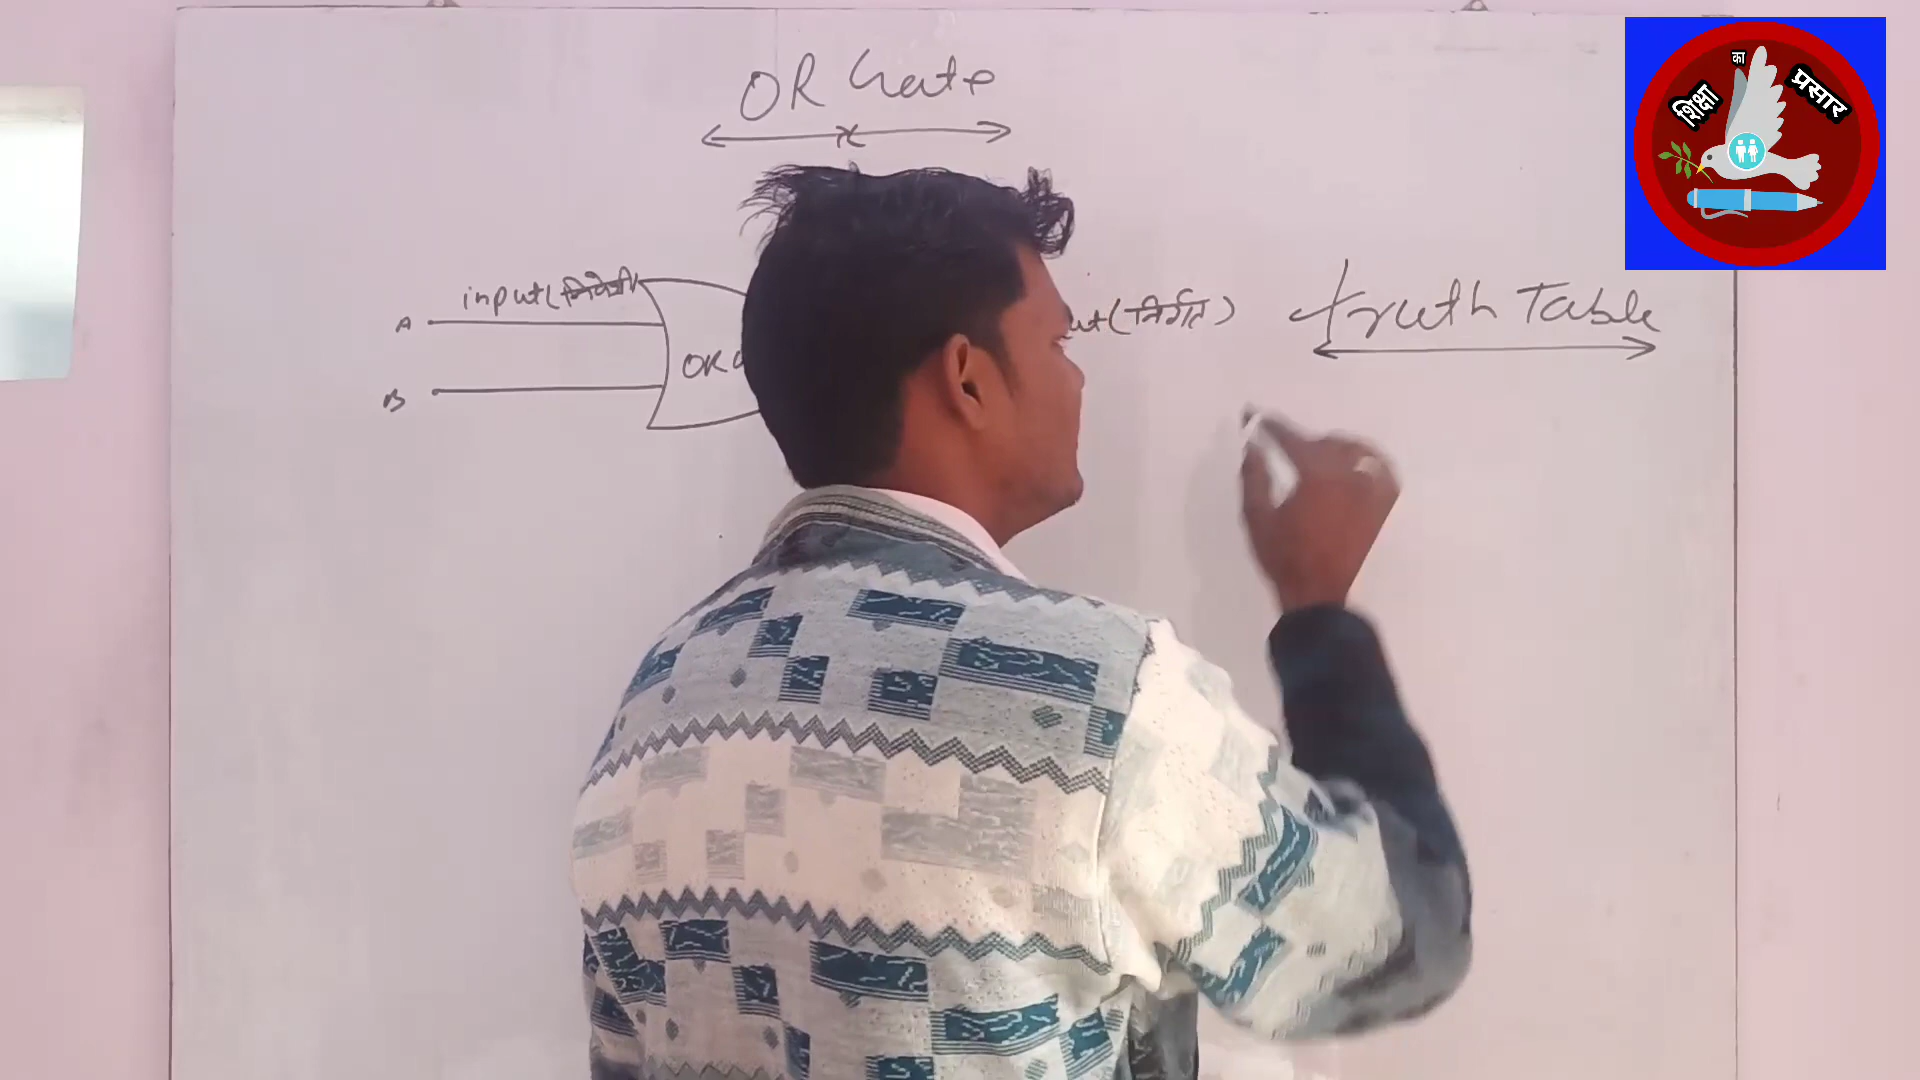 OR Gate
शिक्षा का प्रसार
input(
A
OR
ut(निर्गत)
truth Table
B